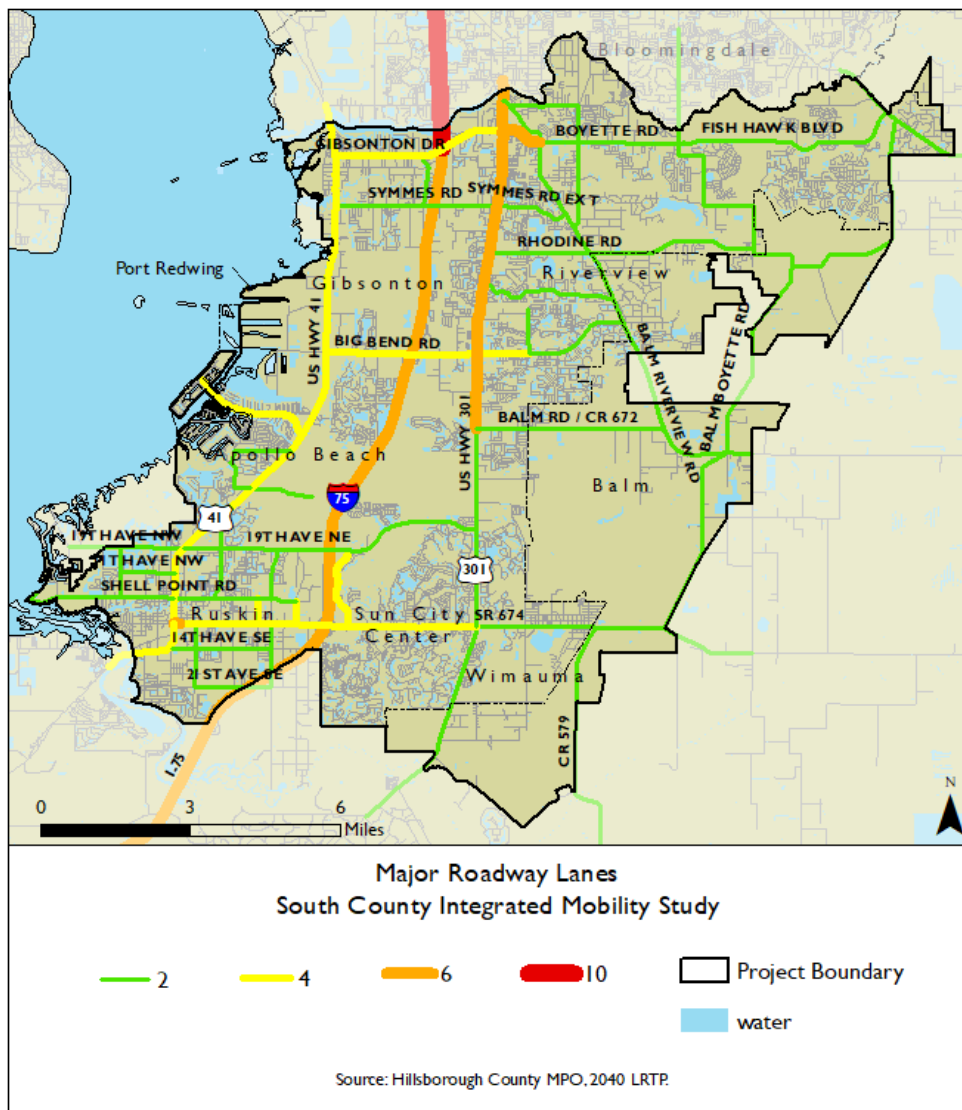 Bloomingdale
BOYETTE RD
FISH HAWK BLVD
GIBSONTON DR
SYMMES RD
SYMMES RD EXT
RHODINE RD
Port Redwing
Riverview
Gibsonton
US HWY 41
BIG BEND RD
BALM RIVERVIEW RD
BALM BOYETTE RD
US HWY 301
BALM RD / CR 672
Apollo Beach
Balm
75
41
19TH AVE NW
19TH AVE NE
301
1TH AVE NW
SHELL POINT RD
Ruskin
Sun City
Center
SR 674
14TH AVE SE
21ST AVE SE
Wimauma
CR 579
I-75
N
0 3 6
Miles
Major Roadway Lanes
South County Integrated Mobility Study
2 4 6 10 Project Boundary
water
Source: Hillsborough County MPO, 2040 LRTP.